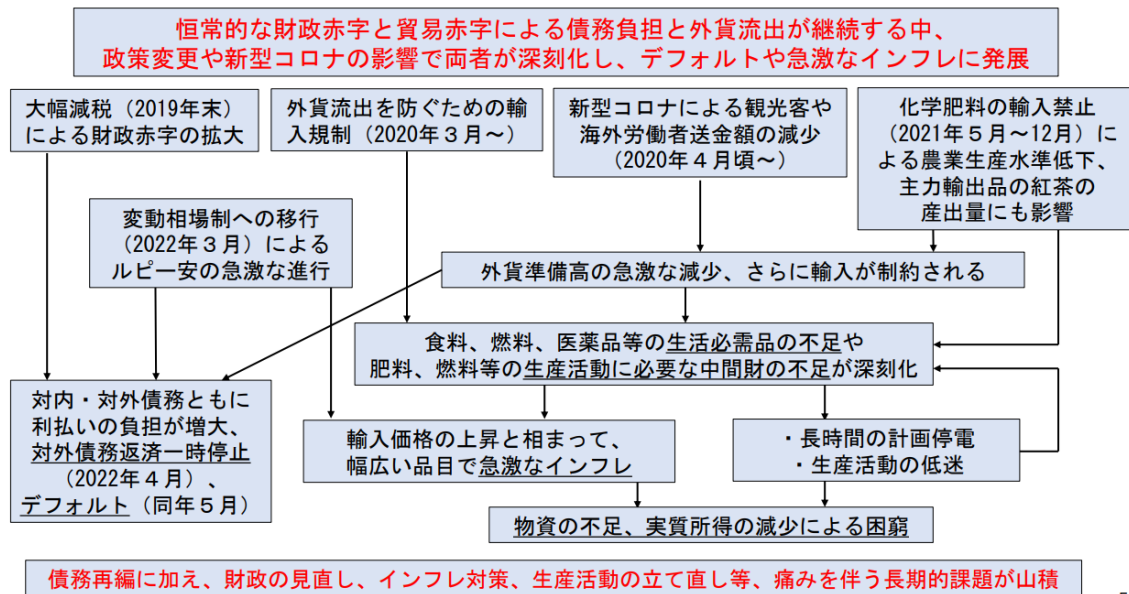 恒常的な財政赤字と貿易赤字による債務負担と外貨流出が継続する中、
政策変更や新型コロナの影響で両者が深刻化し、デフォルトや急激なインフレに発展
大幅減税（2019年末）
による財政赤字の拡大
外貨流出を防ぐための輸
入規制（2020年３月～）
新型コロナによる観光客や
海外労働者送金額の減少
（2020年４月頃～）
化学肥料の輸入禁止
（2021年５月～12月）に
よる農業生産水準低下、
主力輸出品の紅茶の
産出量にも影響
変動相場制への移行
（2022年３月）による
ルピー安の急激な進行
外貨準備高の急激な減少、さらに輸入が制約される
食料、燃料、医薬品等の生活必需品の不足や
肥料、燃料等の生産活動に必要な中間財の不足が深刻化
対内・対外債務ともに
利払いの負担が増大、
対外債務返済一時停止
（2022年４月）、
デフォルト（同年５月）
輸入価格の上昇と相まって、
幅広い品目で急激なインフレ
・長時間の計画停電
・生産活動の低迷
物資の不足、実質所得の減少による困窮
債務再編に加え、財政の見直し、インフレ対策、生産活動の立て直し等、痛みを伴う長期的課題が山積